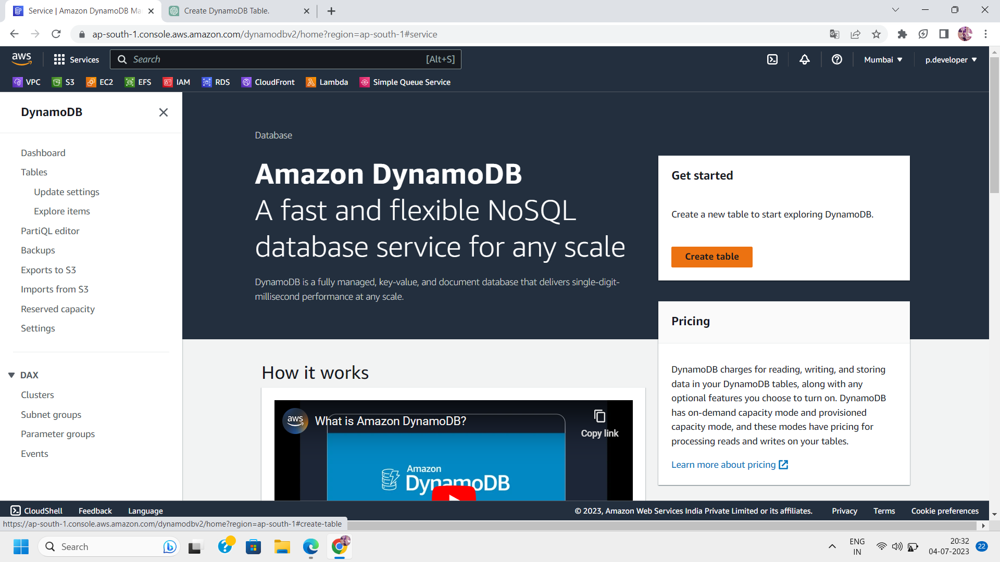 Service | Amazon DynamoDB Ma
Create DynamoDB Table.
ap-south-1.console.aws.amazon.com/dynamodbv2/home?region=ap-south-1#service
aws
Services
Search
[Alt+S]
Mumbai
p.developer
VPC
S3
EC2
EFS
IAM
RDS
CloudFront
Lambda
Simple Queue Service
DynamoDB
Dashboard
Tables
Update settings
Explore items
PartiQL editor
Backups
Exports to S3
Imports from S3
Reserved capacity
Settings
DAX
Clusters
Subnet groups
Parameter groups
Events
Database
Amazon DynamoDB
A fast and flexible NoSQL
database service for any scale
DynamoDB is a fully managed, key-value, and document database that delivers single-digit-
millisecond performance at any scale.
Get started
Create a new table to start exploring DynamoDB.
Create table
Pricing
DynamoDB charges for reading, writing, and storing
data in your DynamoDB tables, along with any
optional features you choose to turn on. DynamoDB
has on-demand capacity mode and provisioned
capacity mode, and these modes have pricing for
processing reads and writes on your tables.
Learn more about pricing
How it works
aws
What is Amazon DynamoDB?
Copy link
Amazon
DynamoDB
CloudShell
Feedback
Language
© 2023, Amazon Web Services India Private Limited or its affiliates.
Privacy
Terms
Cookie preferences
https://ap-south-1.console.aws.amazon.com/dynamodbv2/home?region=ap-south-1#create-table
Search
ENG
IN
20:32
04-07-2023
22